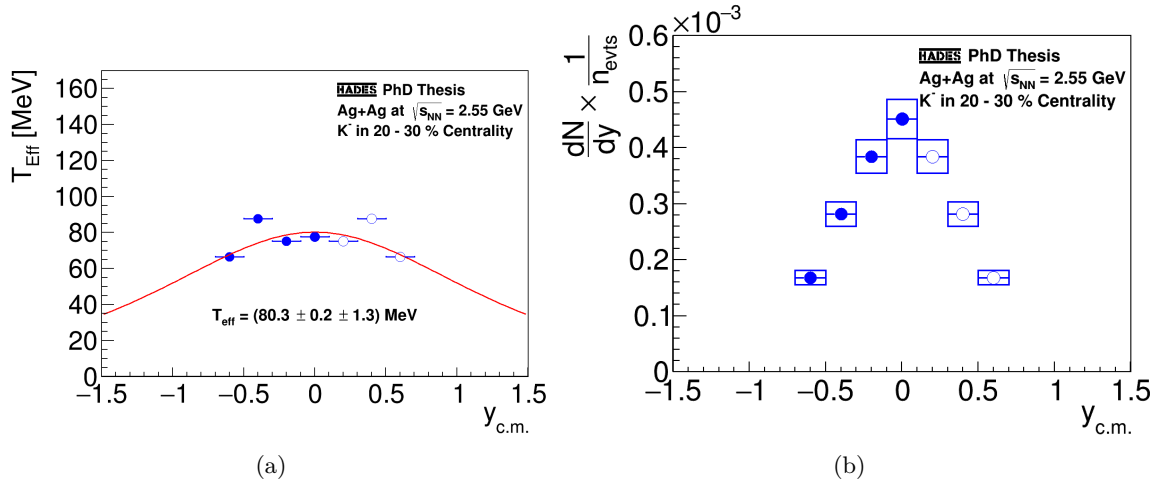 T_Eff [MeV]
160
140
120
100
80
60
40
20
0
HADES PhD Thesis
Ag+Ag at √s_NN = 2.55 GeV
K⁻ in 20 - 30 % Centrality
T_eff = (80.3 ± 0.2 ± 1.3) MeV
−1.5 −1 −0.5 0 0.5 1 1.5
y_c.m.
(a)
×10⁻³
dN/dy × 1/n_evts
0.6
0.5
0.4
0.3
0.2
0.1
0
HADES PhD Thesis
Ag+Ag at √s_NN = 2.55 GeV
K⁻ in 20 - 30 % Centrality
−1.5 −1 −0.5 0 0.5 1 1.5
y_c.m.
(b)